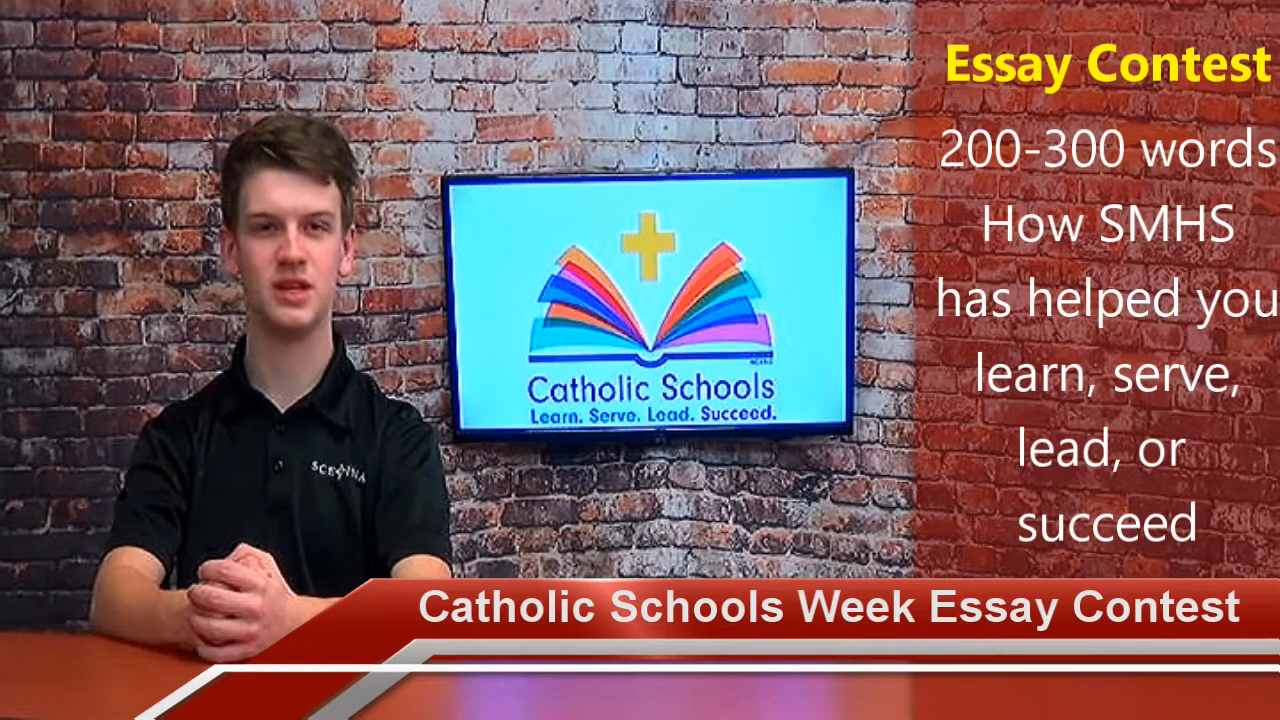 Essay Contest
200-300 words
How SMHS
has helped you
learn, serve,
lead, or
succeed
Catholic Schools
Learn. Serve. Lead. Succeed.
SCECINA
Catholic Schools Week Essay Contest